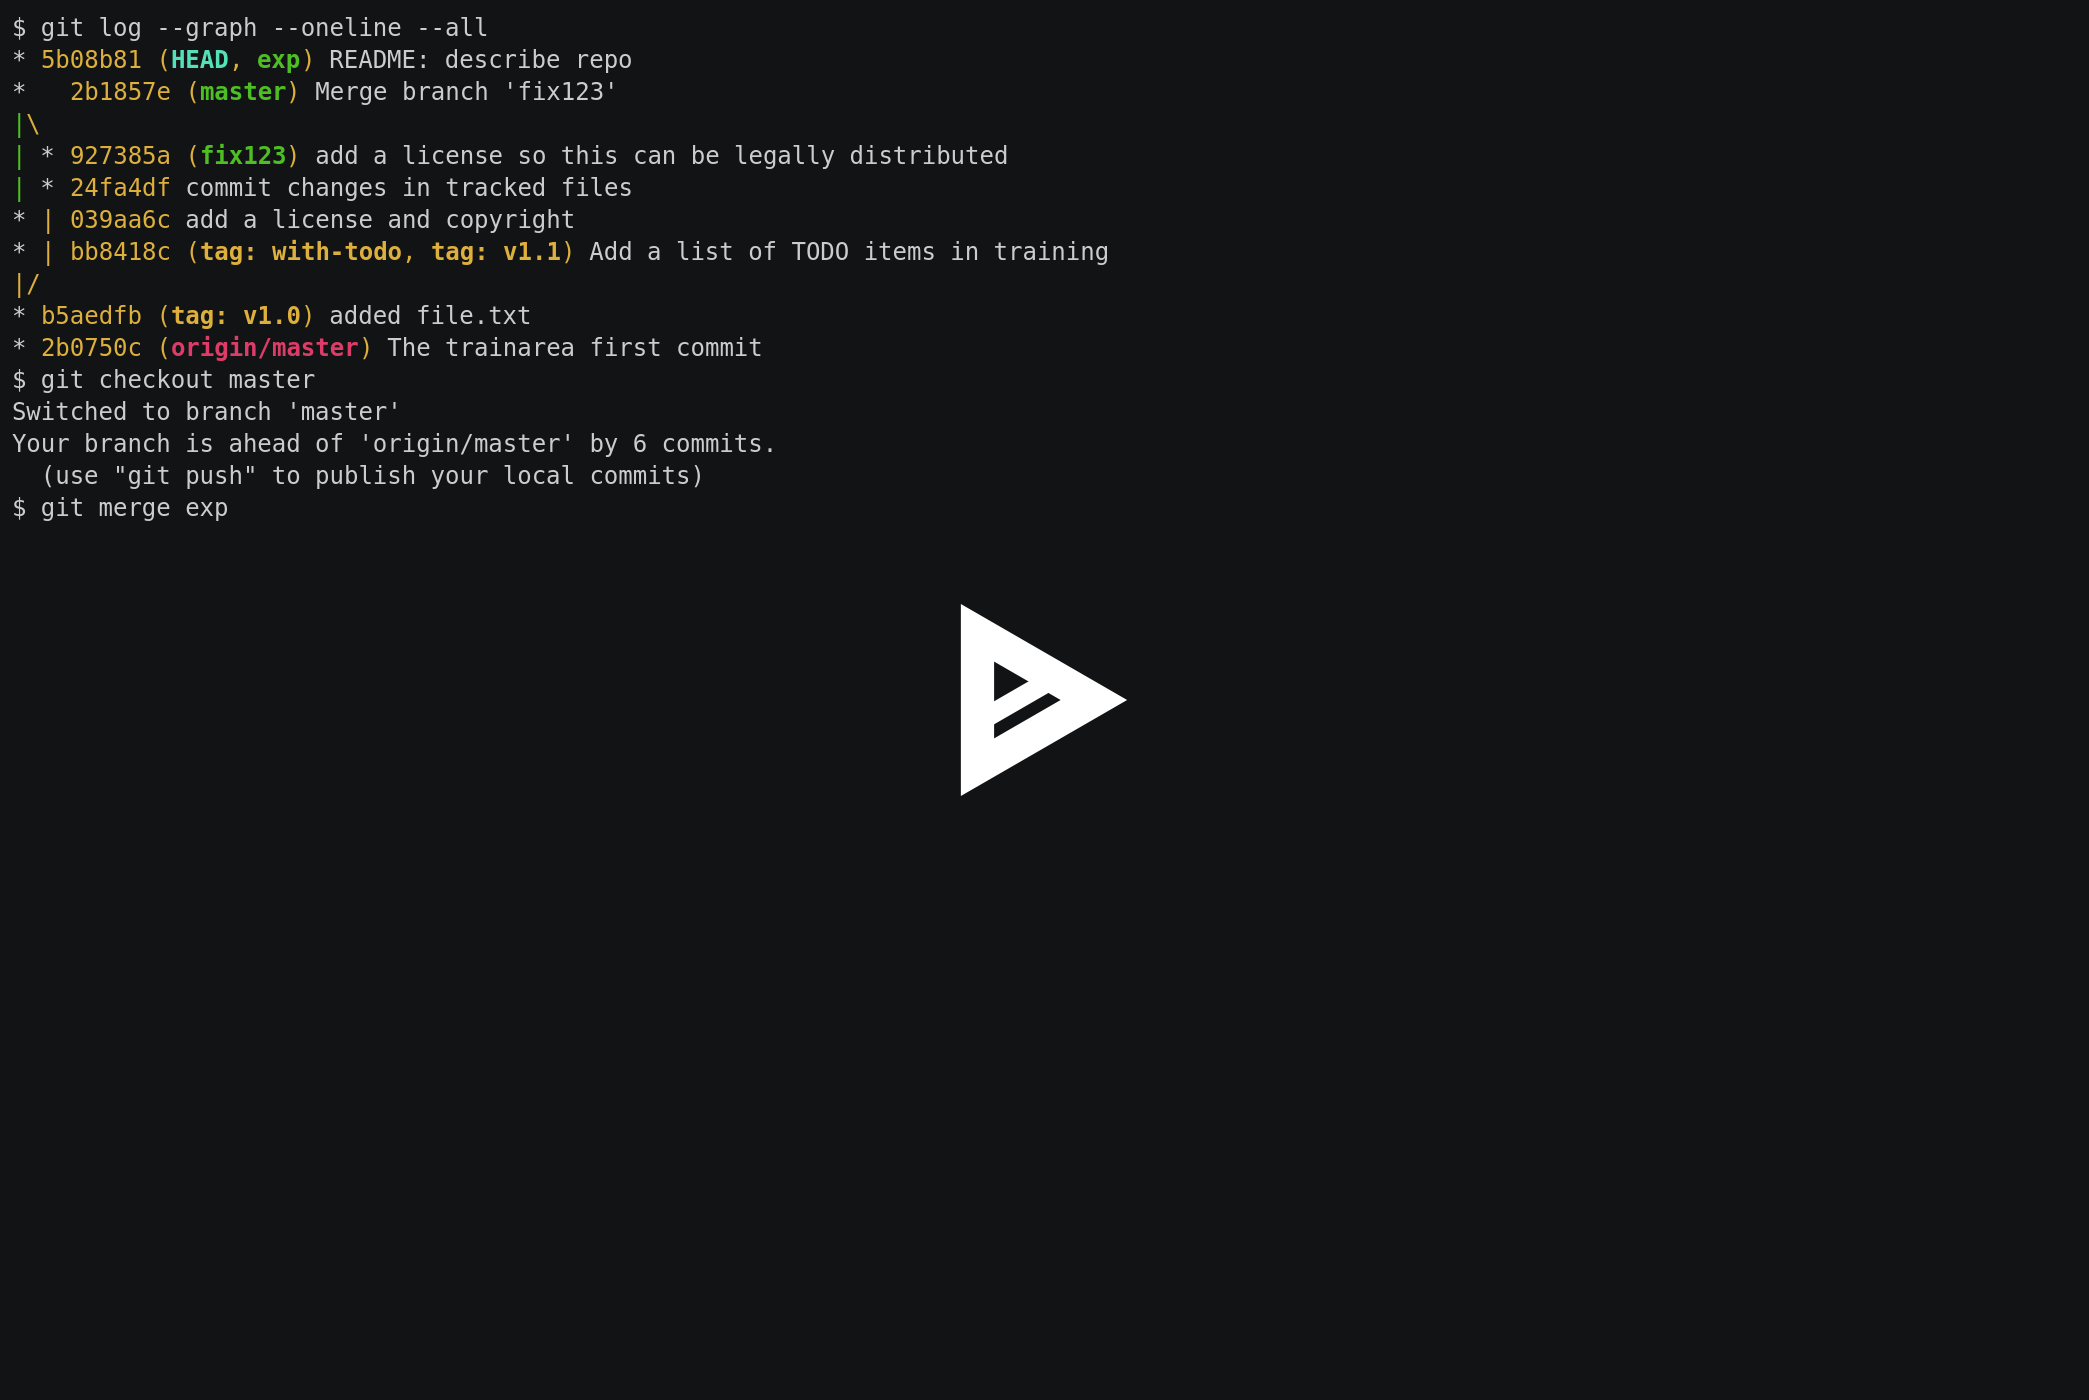 $ git log --graph --oneline --all
* 5b08b81 (HEAD, exp) README: describe repo
*   2b1857e (master) Merge branch 'fix123'
|\
| * 927385a (fix123) add a license so this can be legally distributed
| * 24fa4df commit changes in tracked files
* | 039aa6c add a license and copyright
* | bb8418c (tag: with-todo, tag: v1.1) Add a list of TODO items in training
|/
* b5aedfb (tag: v1.0) added file.txt
* 2b0750c (origin/master) The trainarea first commit
$ git checkout master
Switched to branch 'master'
Your branch is ahead of 'origin/master' by 6 commits.
  (use "git push" to publish your local commits)
$ git merge exp